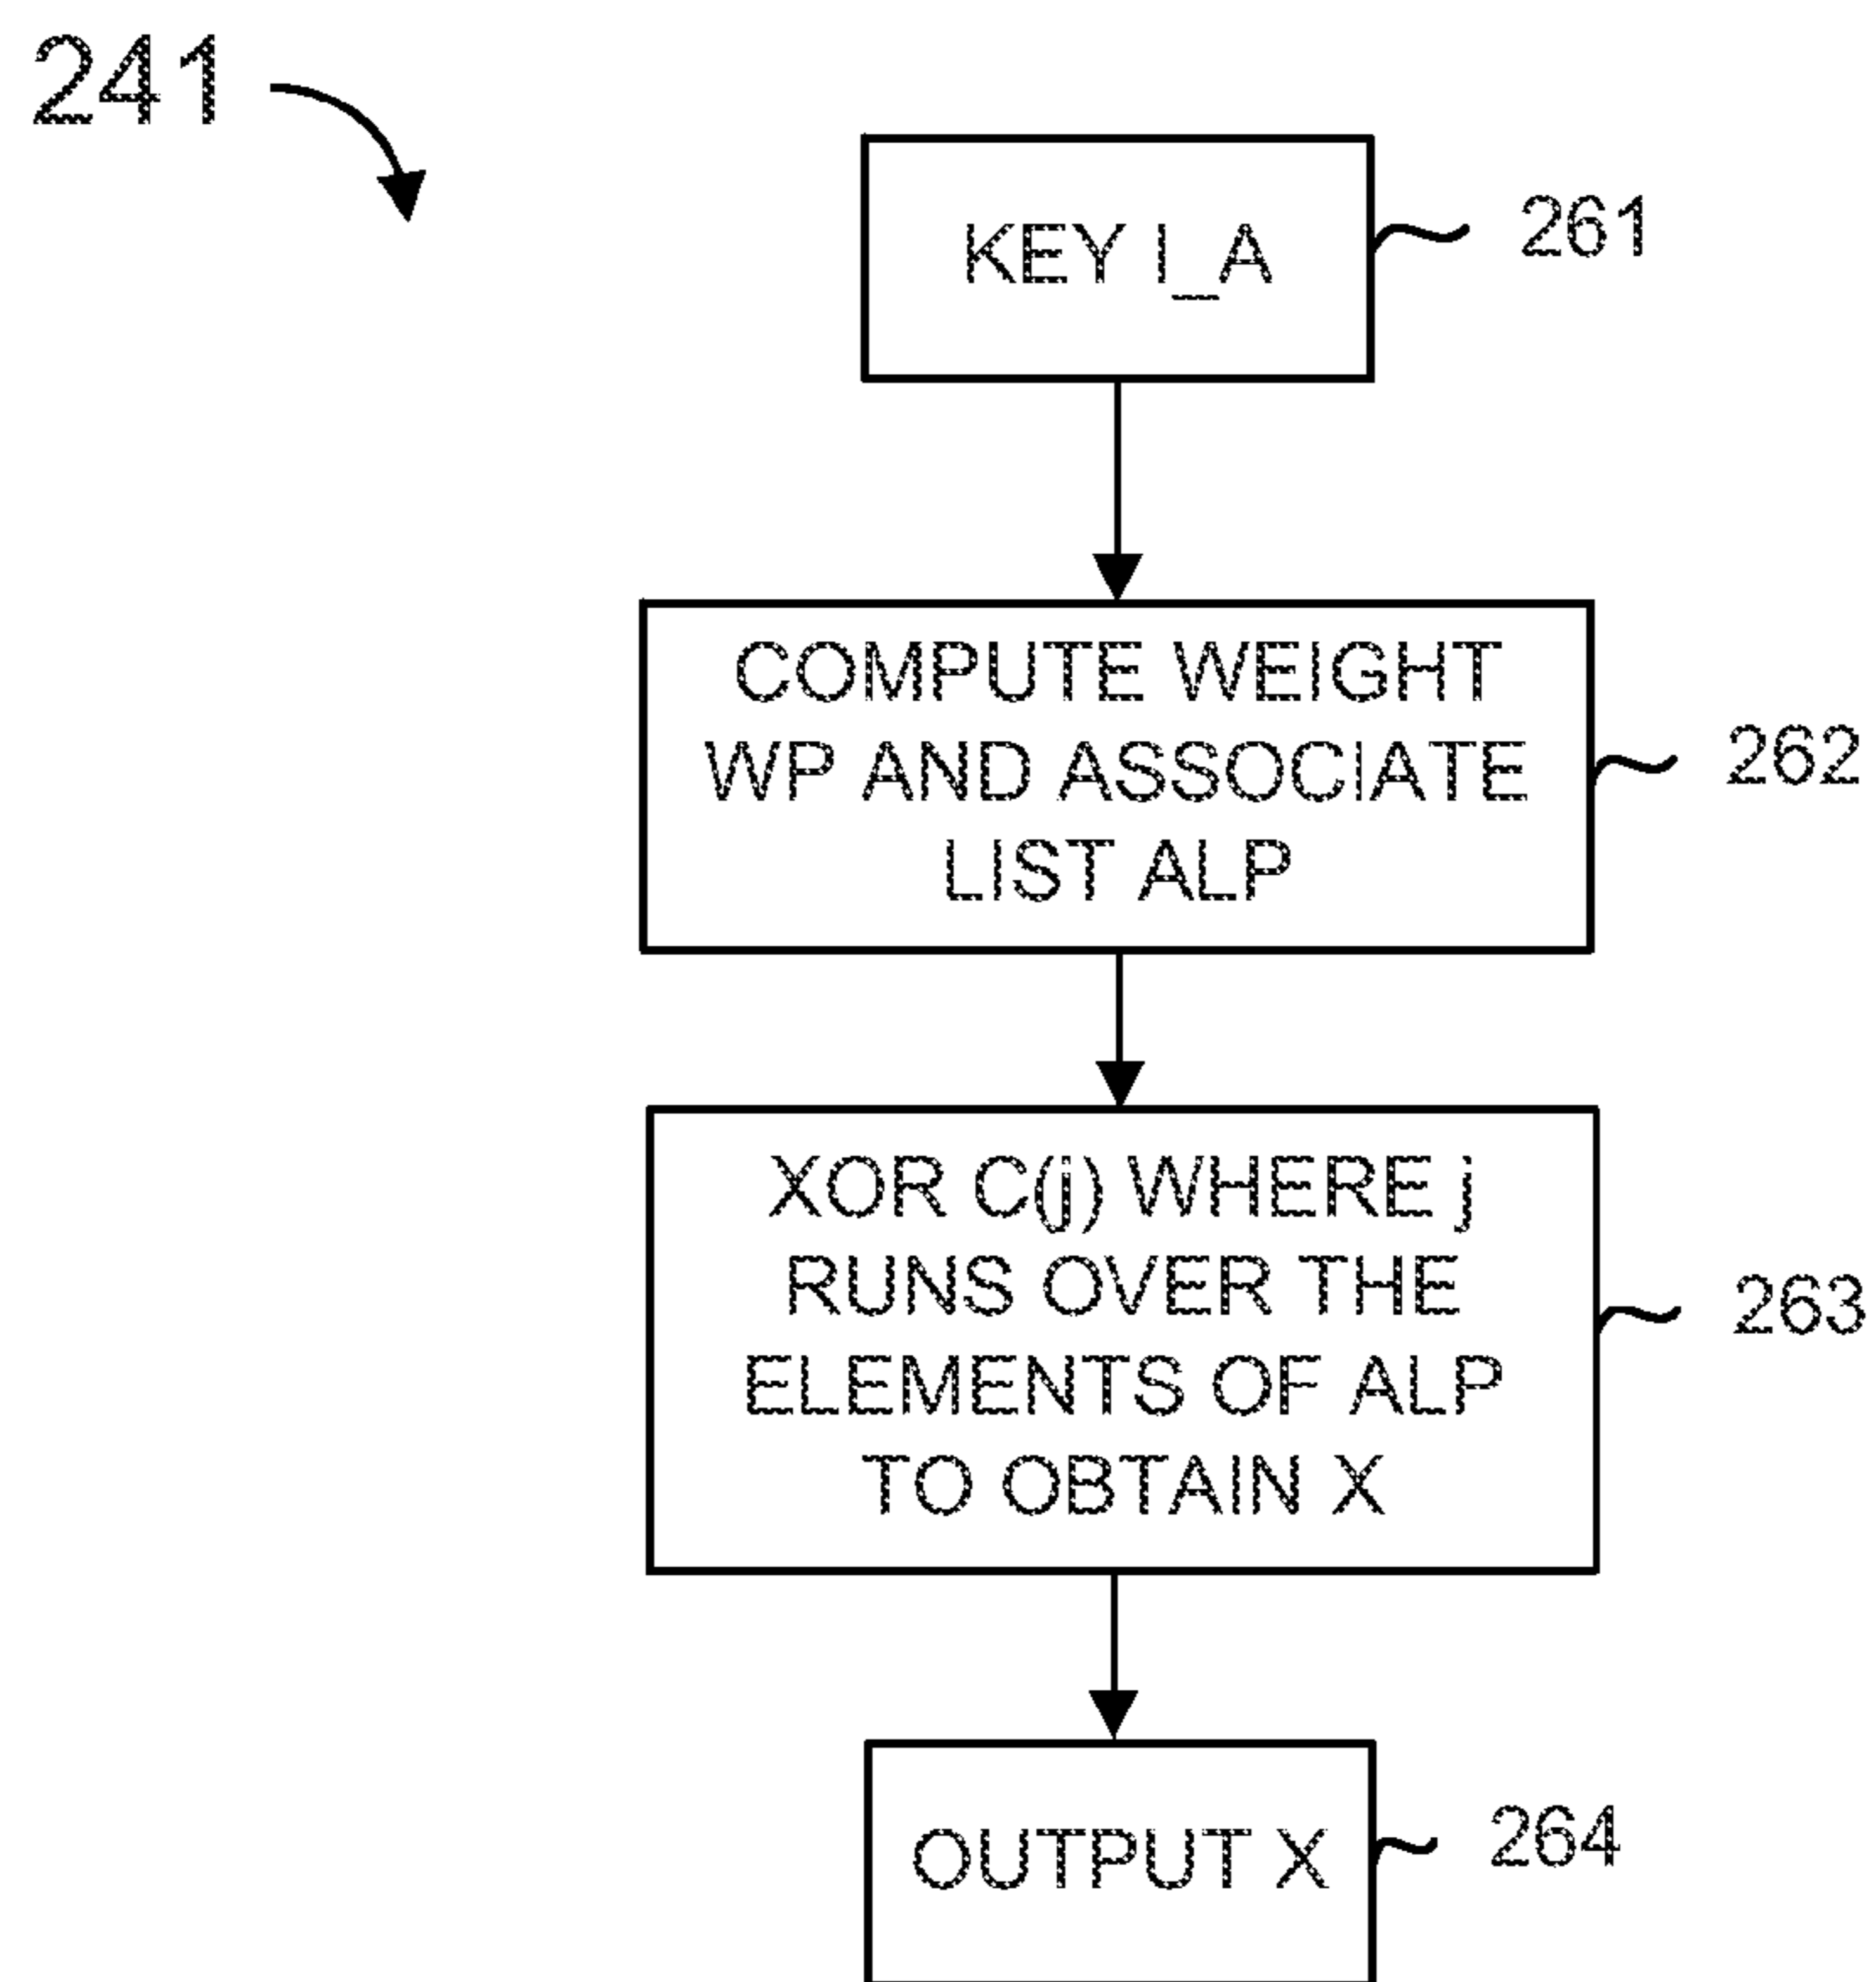 241
KEY I_A
261
COMPUTE WEIGHT
WP AND ASSOCIATE
LIST ALP
262
XOR C(j) WHERE j
RUNS OVER THE
ELEMENTS OF ALP
TO OBTAIN X
263
OUTPUT X
264